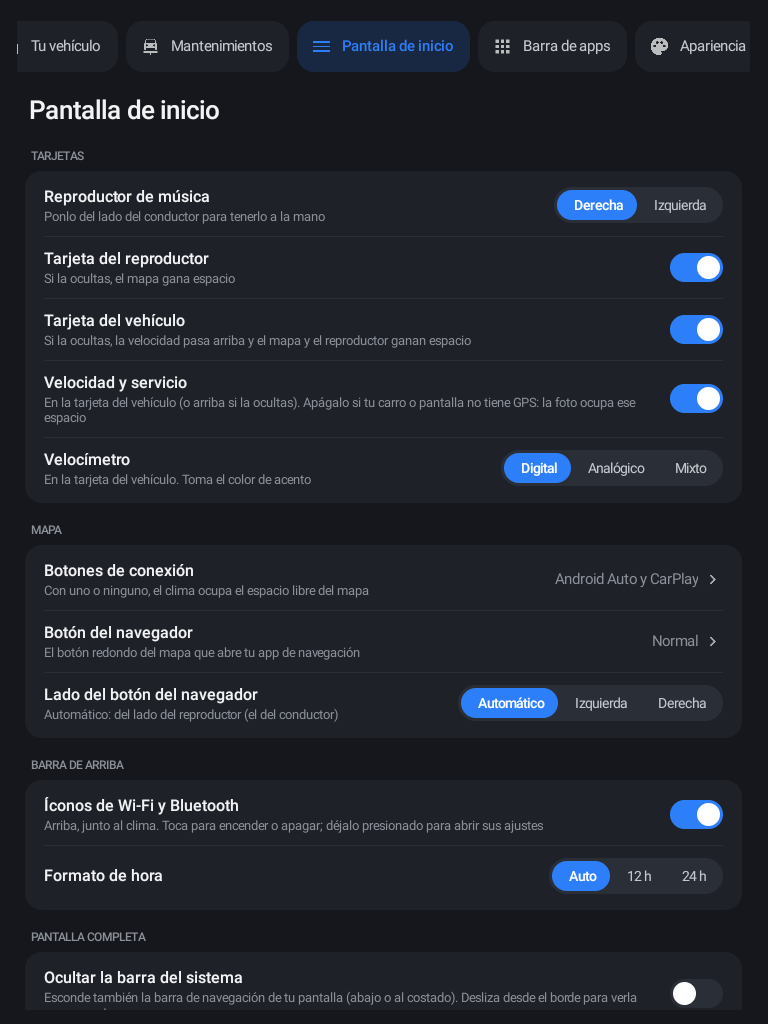 Tu vehículo
Mantenimientos
Pantalla de inicio
Barra de apps
Apariencia
Pantalla de inicio
TARJETAS
Reproductor de música
Ponlo del lado del conductor para tenerlo a la mano
Derecha
Izquierda
Tarjeta del reproductor
Si la ocultas, el mapa gana espacio
Tarjeta del vehículo
Si la ocultas, la velocidad pasa arriba y el mapa y el reproductor ganan espacio
Velocidad y servicio
En la tarjeta del vehículo (o arriba si la ocultas). Apágalo si tu carro o pantalla no tiene GPS: la foto ocupa ese
espacio
Velocímetro
En la tarjeta del vehículo. Toma el color de acento
Digital
Analógico
Mixto
MAPA
Botones de conexión
Con uno o ninguno, el clima ocupa el espacio libre del mapa
Android Auto y CarPlay
Botón del navegador
El botón redondo del mapa que abre tu app de navegación
Normal
Lado del botón del navegador
Automático: del lado del reproductor (el del conductor)
Automático
Izquierda
Derecha
BARRA DE ARRIBA
Íconos de Wi-Fi y Bluetooth
Arriba, junto al clima. Toca para encender o apagar; déjalo presionado para abrir sus ajustes
Formato de hora
Auto
12 h
24 h
PANTALLA COMPLETA
Ocultar la barra del sistema
Esconde también la barra de navegación de tu pantalla (abajo o al costado). Desliza desde el borde para verla